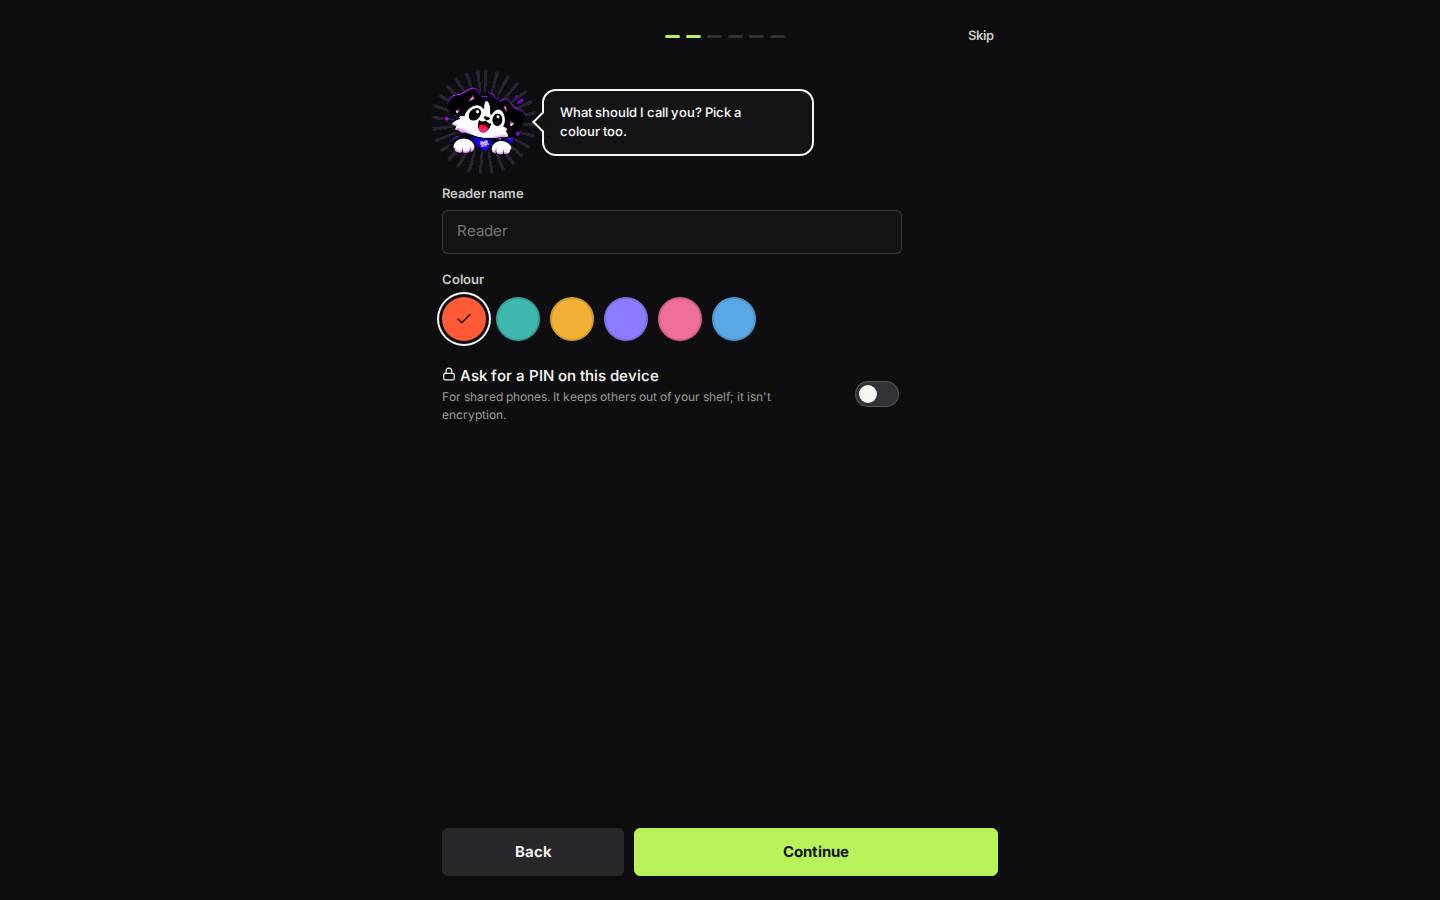 Skip
What should I call you? Pick a
colour too.
Reader name
Reader
Colour
Ask for a PIN on this device
For shared phones. It keeps others out of your shelf; it isn't
encryption.
Back
Continue